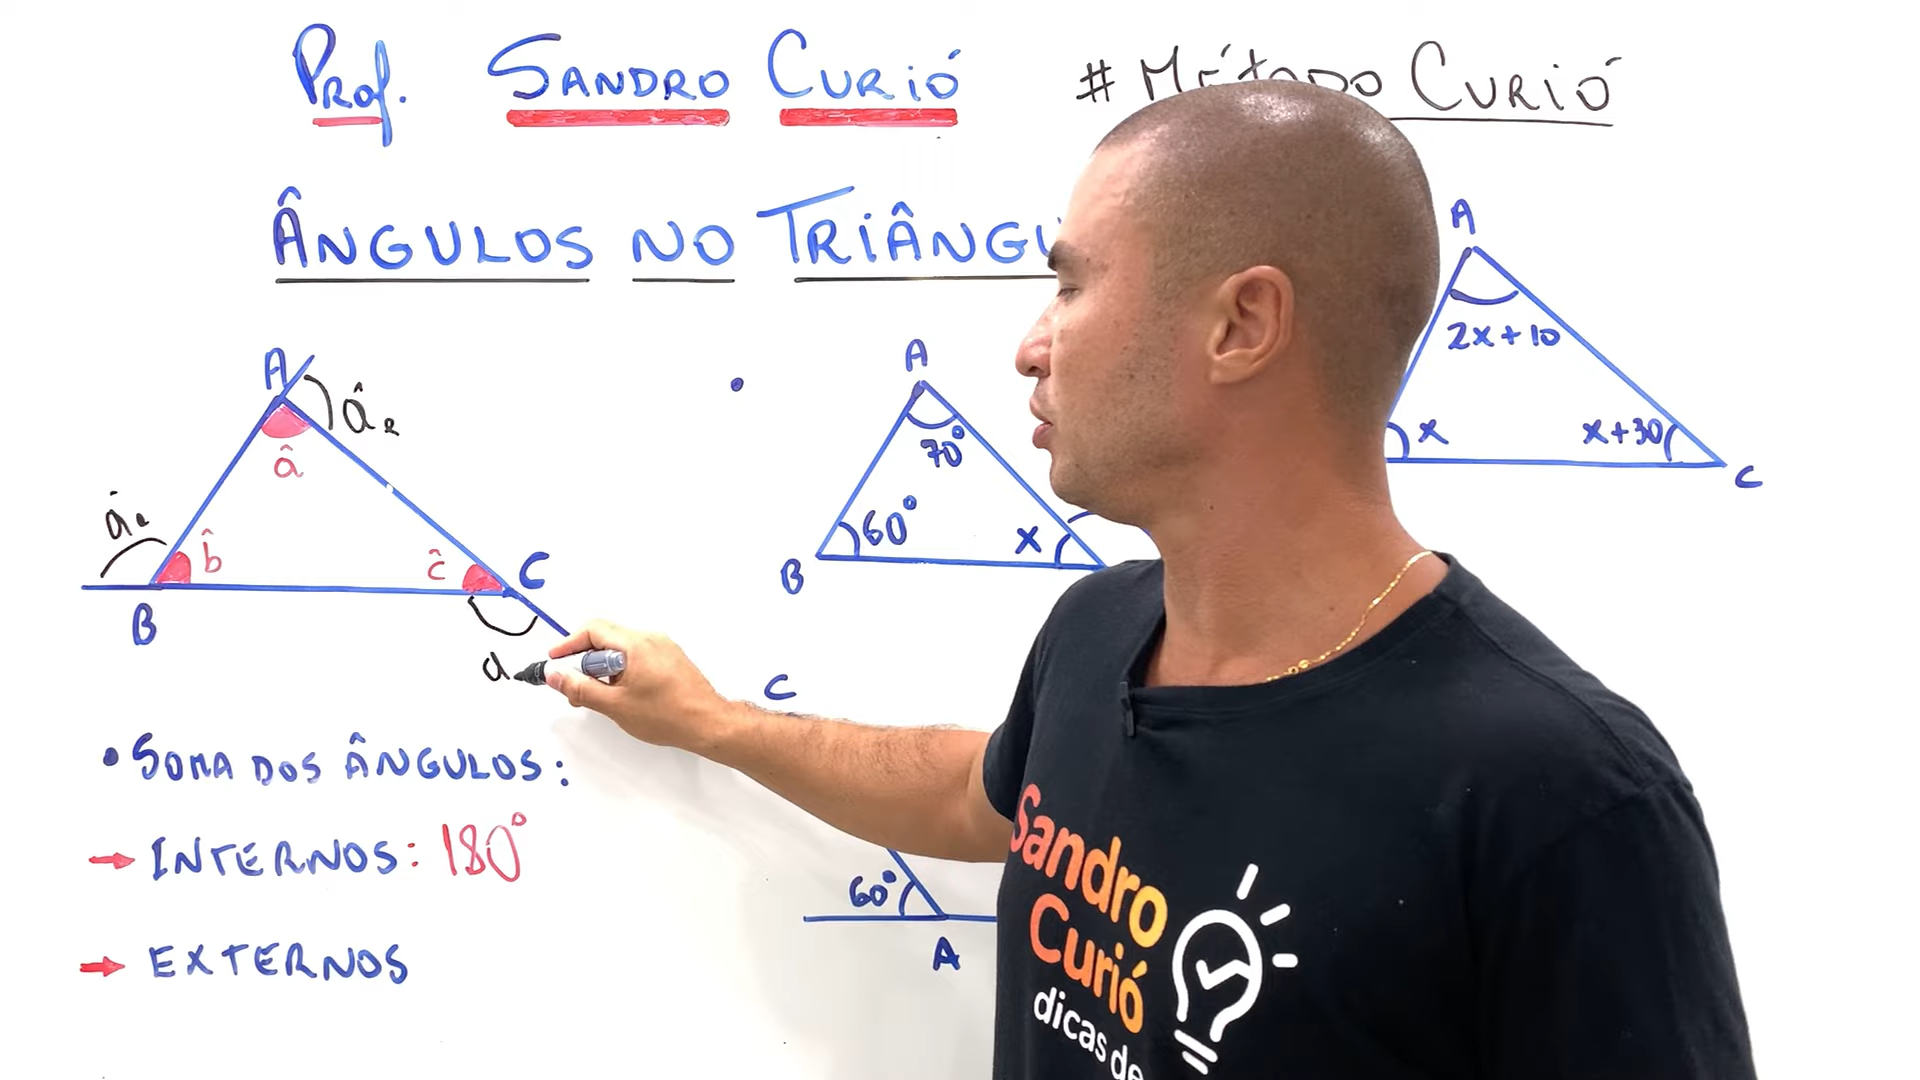 Prof. SANDRO CURIÓ
# MÉTODO CURIÓ
ÂNGULOS NO TRIÂNGU
A
âe
â
âe
b̂
ĉ
C
B
a
A
70°
60°
x
B
A
2x+10
x
x+30
C
• SOMA DOS ÂNGULOS:
→ INTERNOS: 180°
→ EXTERNOS
C
60°
A
Sandro
Curió
dicas de